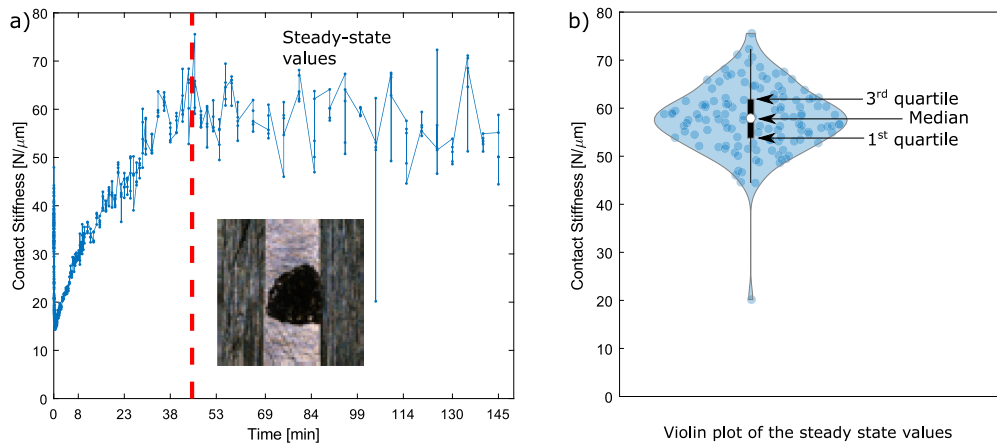 a)
Contact Stiffness [N/μm]
80
70
60
50
40
30
20
10
0
Steady-state
values
0 8 23 38 53 69 84 99 114 130 145
Time [min]
b)
Contact Stiffness [N/μm]
80
70
60
50
40
30
20
10
0
3rd quartile
Median
1st quartile
Violin plot of the steady state values